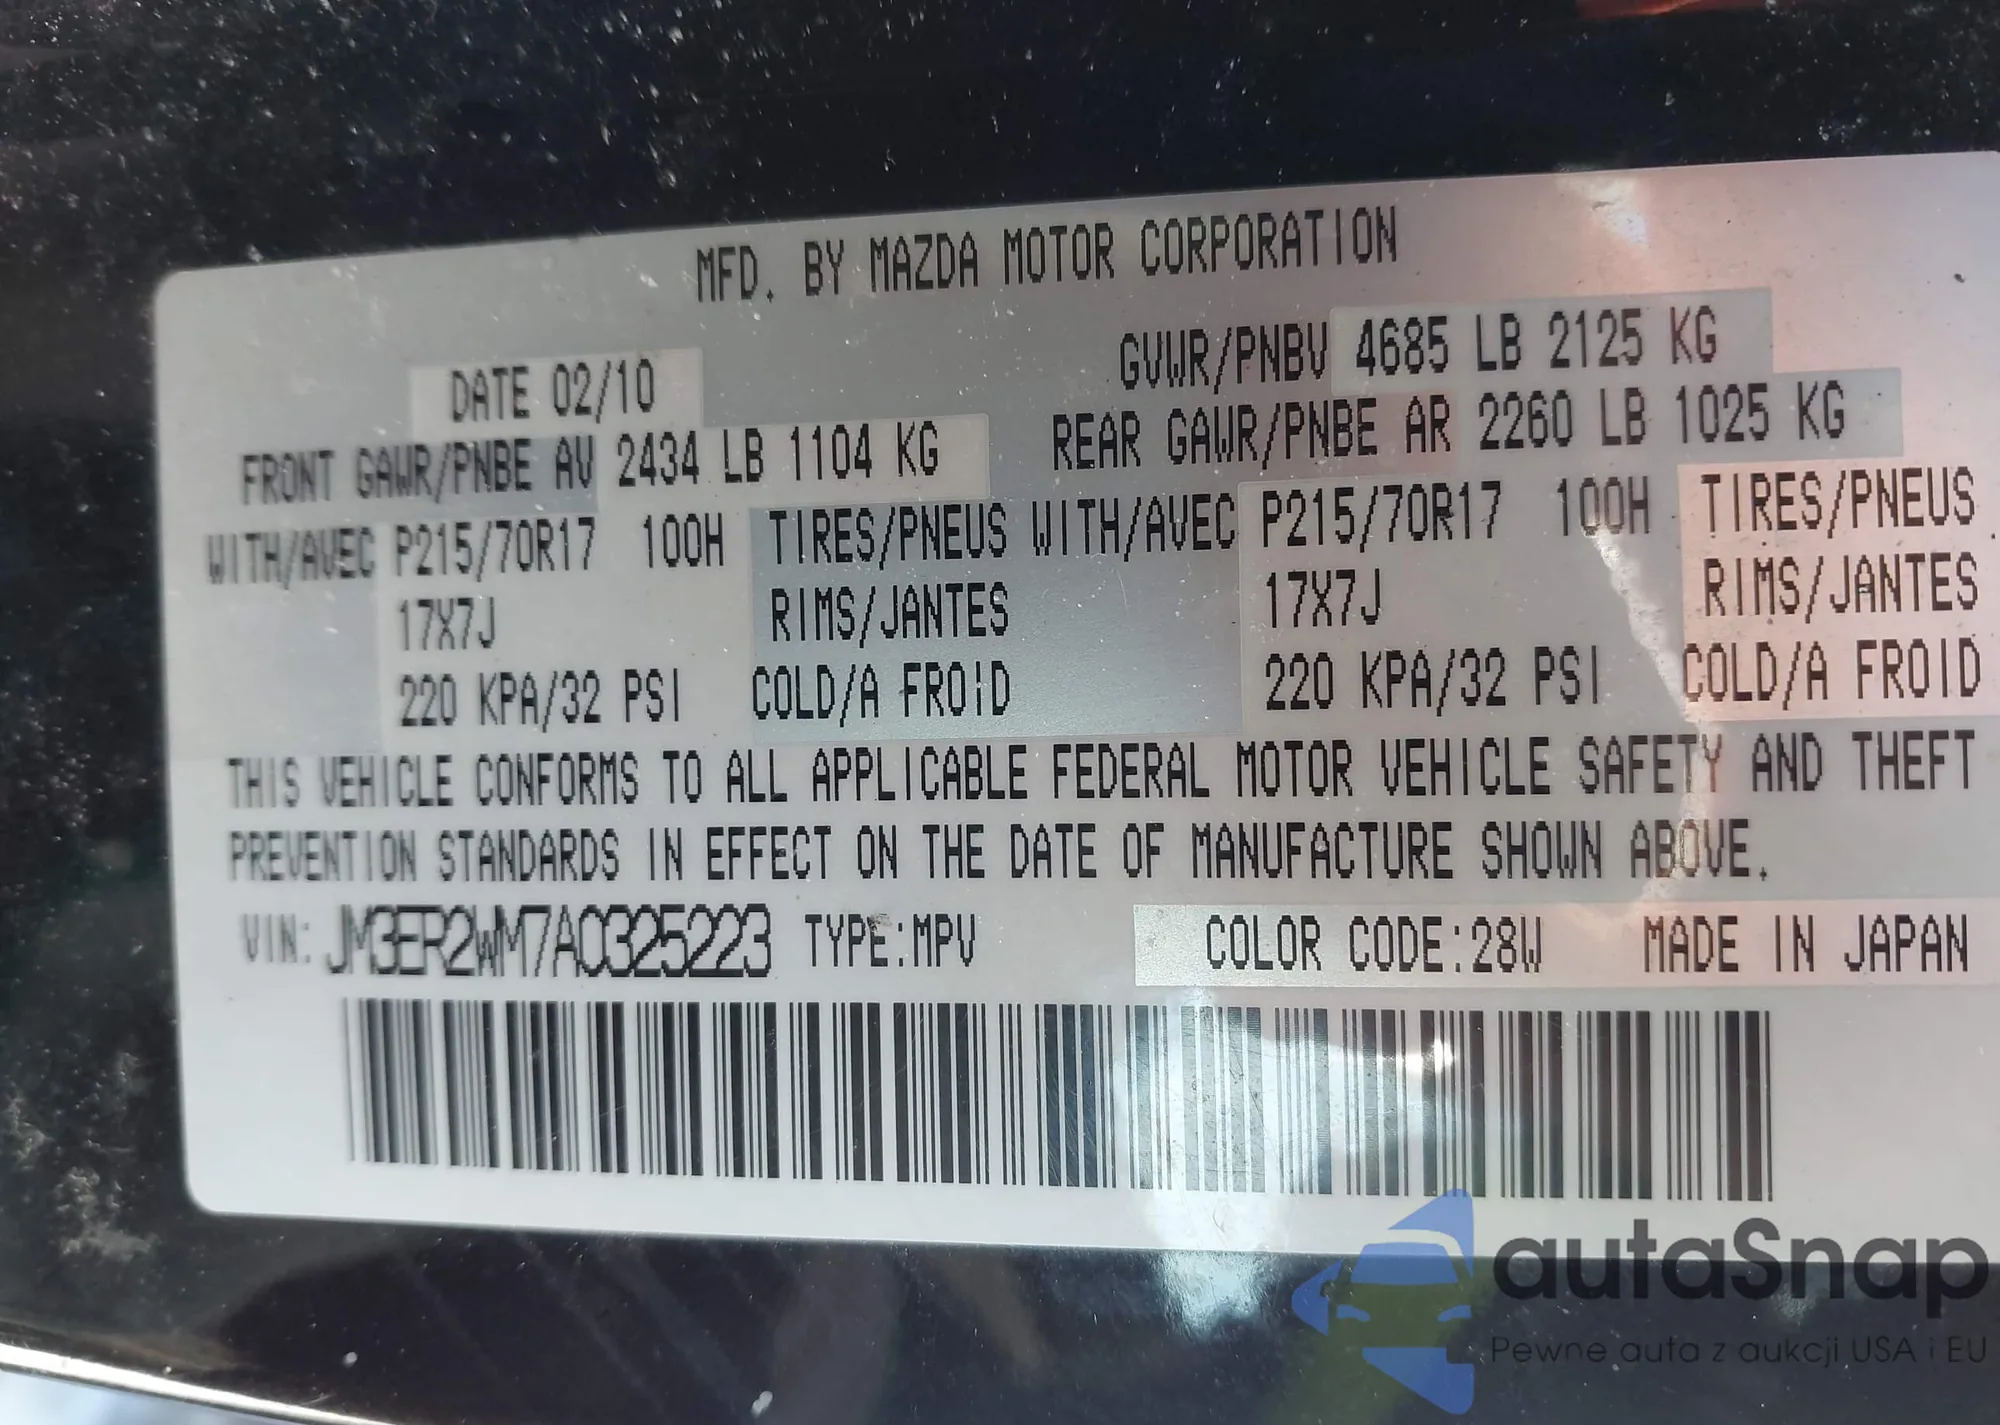 MFD. BY MAZDA MOTOR CORPORATION
DATE 02/10
GVWR/PNBV 4685 LB 2125 KG
FRONT GAWR/PNBE AV 2434 LB 1104 KG
REAR GAWR/PNBE AR 2260 LB 1025 KG
WITH/AVEC P215/70R17 100H TIRES/PNEUS WITH/AVEC P215/70R17 100H TIRES/PNEUS
17X7J RIMS/JANTES 17X7J RIMS/JANTES
220 KPA/32 PSI COLD/A FROID 220 KPA/32 PSI COLD/A FROID
THIS VEHICLE CONFORMS TO ALL APPLICABLE FEDERAL MOTOR VEHICLE SAFETY AND THEFT
PREVENTION STANDARDS IN EFFECT ON THE DATE OF MANUFACTURE SHOWN ABOVE.
VIN: JM3ER2WM7A0325223 TYPE:MPV COLOR CODE:28W MADE IN JAPAN
autaSnap
Pewne auta z aukcji USA i EU